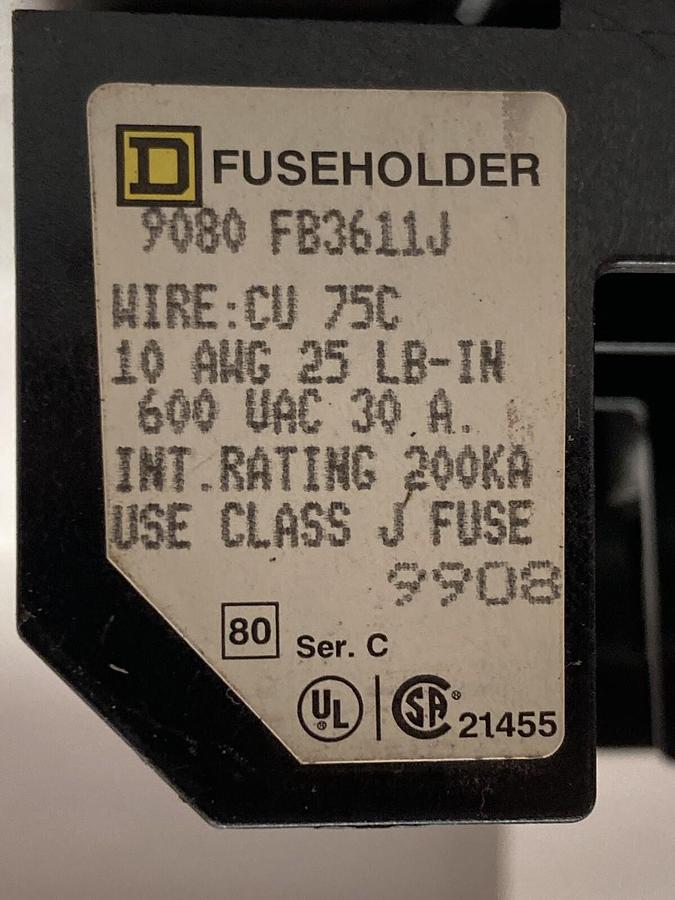 D FUSEHOLDER
9080 FB3611J
WIRE:CU 75C
10 AWG 25 LB-IN
600 VAC 30 A.
INT.RATING 200KA
USE CLASS J FUSE
9908
80 Ser. C
UL SA® 21455